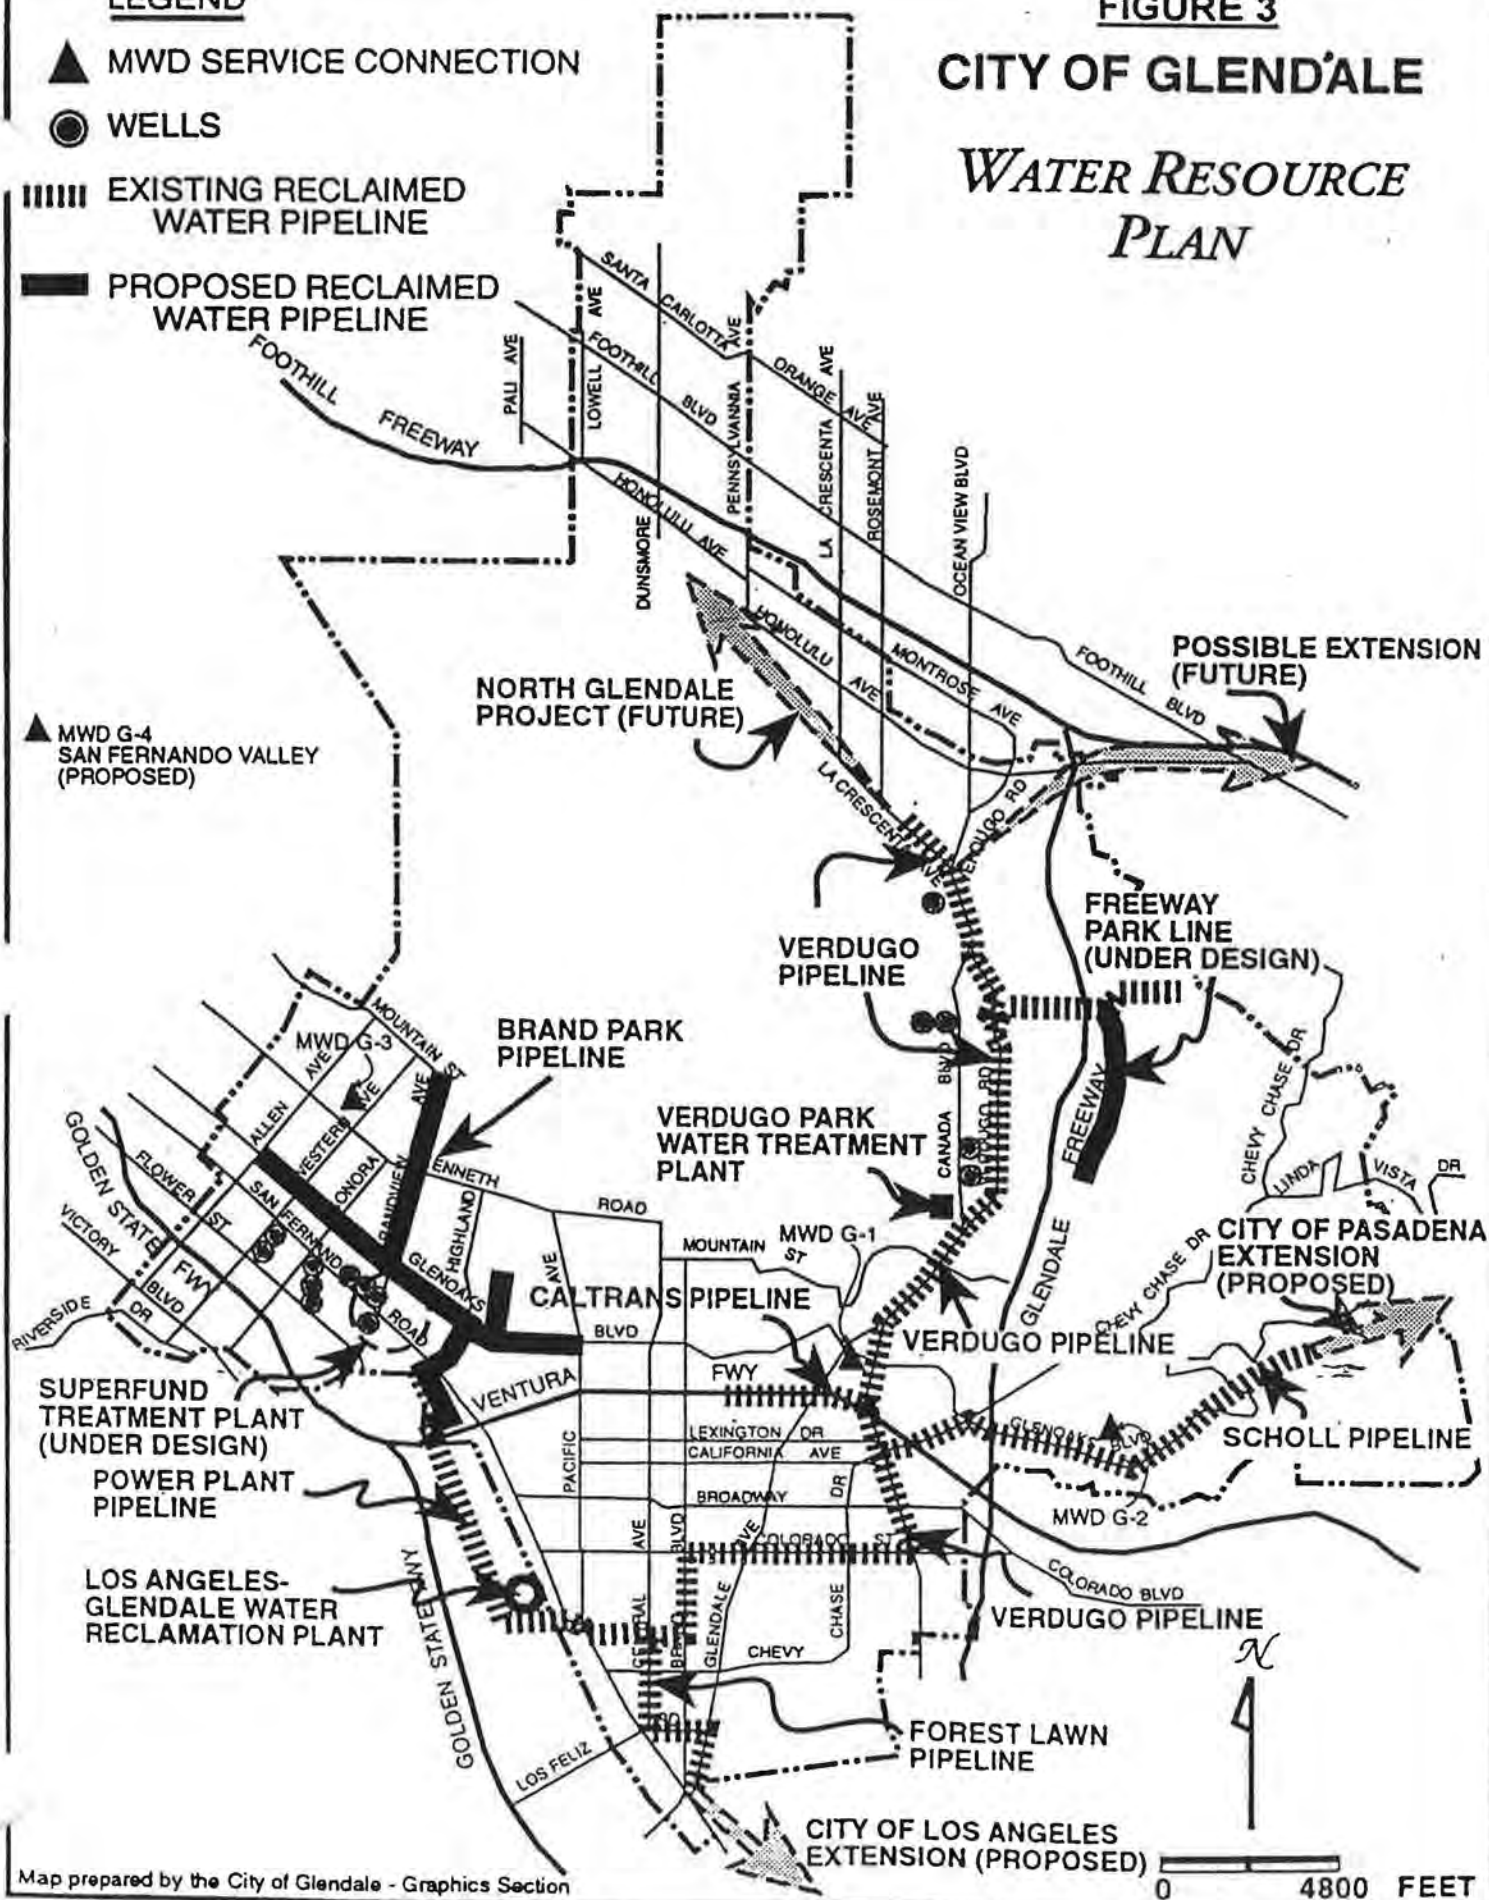 LEGEND
MWD SERVICE CONNECTION
WELLS
EXISTING RECLAIMED
WATER PIPELINE
PROPOSED RECLAIMED
WATER PIPELINE
FIGURE 3
CITY OF GLENDALE
WATER RESOURCE
PLAN
FOOTHILL FREEWAY
PALI AVE
LOWELL AVE
SANTA CARLOTTA AVE
FOOTHILL BLVD
ORANGE AVE
PENNSYLVANNIA
LA CRESCENTA AVE
ROSEMONT AVE
OCEAN VIEW BLVD
HONOLULU AVE
DUNSMORE
HONOLULU AVE
MONTROSE AVE
FOOTHILL BLVD
POSSIBLE EXTENSION
(FUTURE)
NORTH GLENDALE
PROJECT (FUTURE)
MWD G-4
SAN FERNANDO VALLEY
(PROPOSED)
LA CRESCENTA AVE
VERDUGO RD
VERDUGO
PIPELINE
FREEWAY
PARK LINE
(UNDER DESIGN)
MOUNTAIN ST
MWD G-3
BRAND PARK
PIPELINE
ALLEN AVE
WESTERN AVE
SONORA
GRANDVIEW AVE
KENNETH ROAD
HIGHLAND
GOLDEN STATE FWY
FLOWER ST
SAN FERNANDO ROAD
VICTORY BLVD
RIVERSIDE DR
GLENOAKS BLVD
CANADA BLVD
VERDUGO RD
VERDUGO PARK
WATER TREATMENT
PLANT
GLENDALE FREEWAY
CHEVY CHASE DR
LINDA VISTA DR
MOUNTAIN ST
MWD G-1
CALTRANS PIPELINE
CITY OF PASADENA
EXTENSION
(PROPOSED)
CHEVY CHASE DR
VERDUGO PIPELINE
SUPERFUND
TREATMENT PLANT
(UNDER DESIGN)
VENTURA FWY
LEXINGTON DR
CALIFORNIA AVE
GLENOAKS BLVD
SCHOLL PIPELINE
POWER PLANT
PIPELINE
PACIFIC AVE
BROADWAY
MWD G-2
COLORADO ST
COLORADO BLVD
LOS ANGELES-
GLENDALE WATER
RECLAMATION PLANT
GOLDEN STATE FWY
CENTRAL AVE
BRAND BLVD
GLENDALE AVE
CHEVY CHASE DR
VERDUGO PIPELINE
N
LOS FELIZ RD
FOREST LAWN
PIPELINE
CITY OF LOS ANGELES
EXTENSION (PROPOSED)
0 4800 FEET
Map prepared by the City of Glendale - Graphics Section